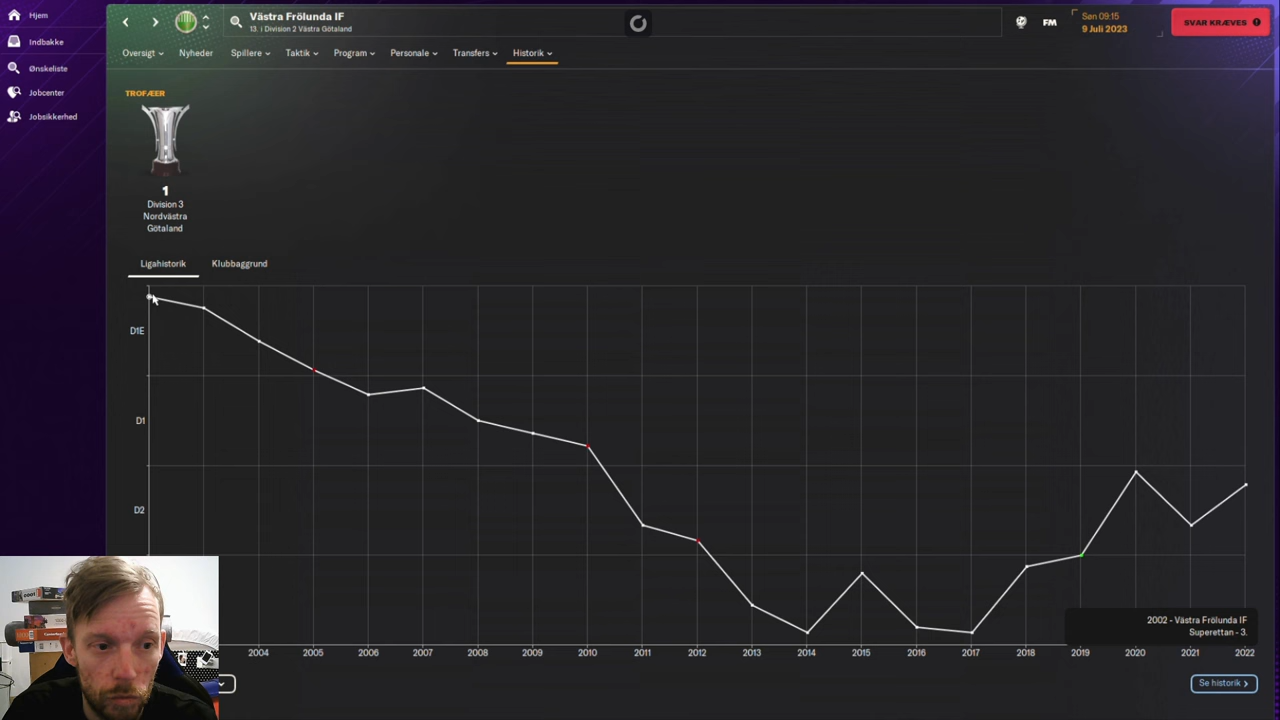 Hjem
Indbakke
Ønskeliste
Jobcenter
Jobsikkerhed
Västra Frölunda IF
13. i Division 2 Västra Götaland
FM
Søn 09:15
9 Juli 2023
SVAR KRÆVES
Oversigt
Nyheder
Spillere
Taktik
Program
Personale
Transfers
Historik
TROFÆER
1
Division 3
Nordvästra
Götaland
Ligahistorik
Klubbaggrund
D1E
D1
D2
2002 - Västra Frölunda IF
Superettan - 3.
2004 2005 2006 2007 2008 2009 2010 2011 2012 2013 2014 2015 2016 2017 2018 2019 2020 2021 2022
Se historik